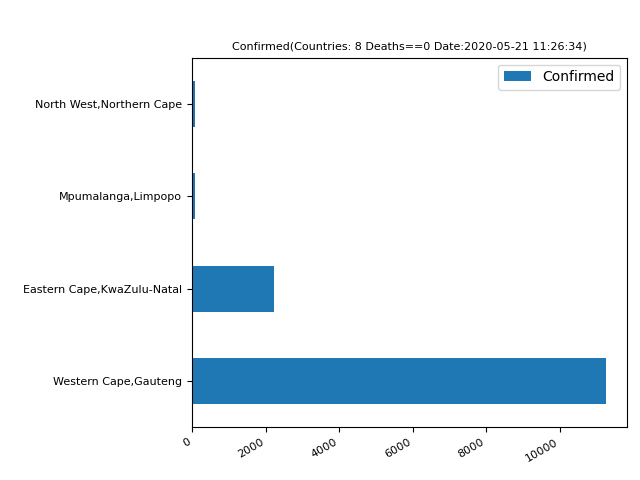 Confirmed(Countries: 8 Deaths==0 Date:2020-05-21 11:26:34)
Confirmed
North West,Northern Cape
Mpumalanga,Limpopo
Eastern Cape,KwaZulu-Natal
Western Cape,Gauteng
0
2000
4000
6000
8000
10000